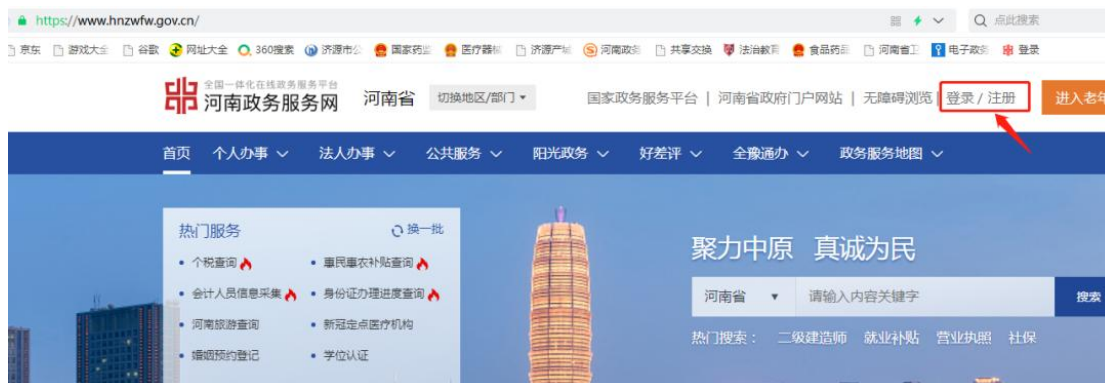 https://www.hnzwfw.gov.cn/ 点此搜索
京东 游戏大全 谷歌 网址大全 360搜索 济源市 国家药监 医疗器械 济源产 河南政务 共享交换 法治教育 食品药品 河南省卫 电子政务 登录
全国一体化在线政务服务平台
河南政务服务网 河南省 切换地区/部门 国家政务服务平台 | 河南省政府门户网站 | 无障碍浏览 | 登录 / 注册 进入老年
首页 个人办事 法人办事 公共服务 阳光政务 好差评 全豫通办 政务服务地图
热门服务 换一批
个税查询 惠民惠农补贴查询
会计人员信息采集 身份证办理进度查询
河南旅游查询 新冠定点医疗机构
婚姻预约登记 学位认证
聚力中原 真诚为民
河南省 请输入内容关键字 搜索
热门搜索： 二级建造师 就业补贴 营业执照 社保